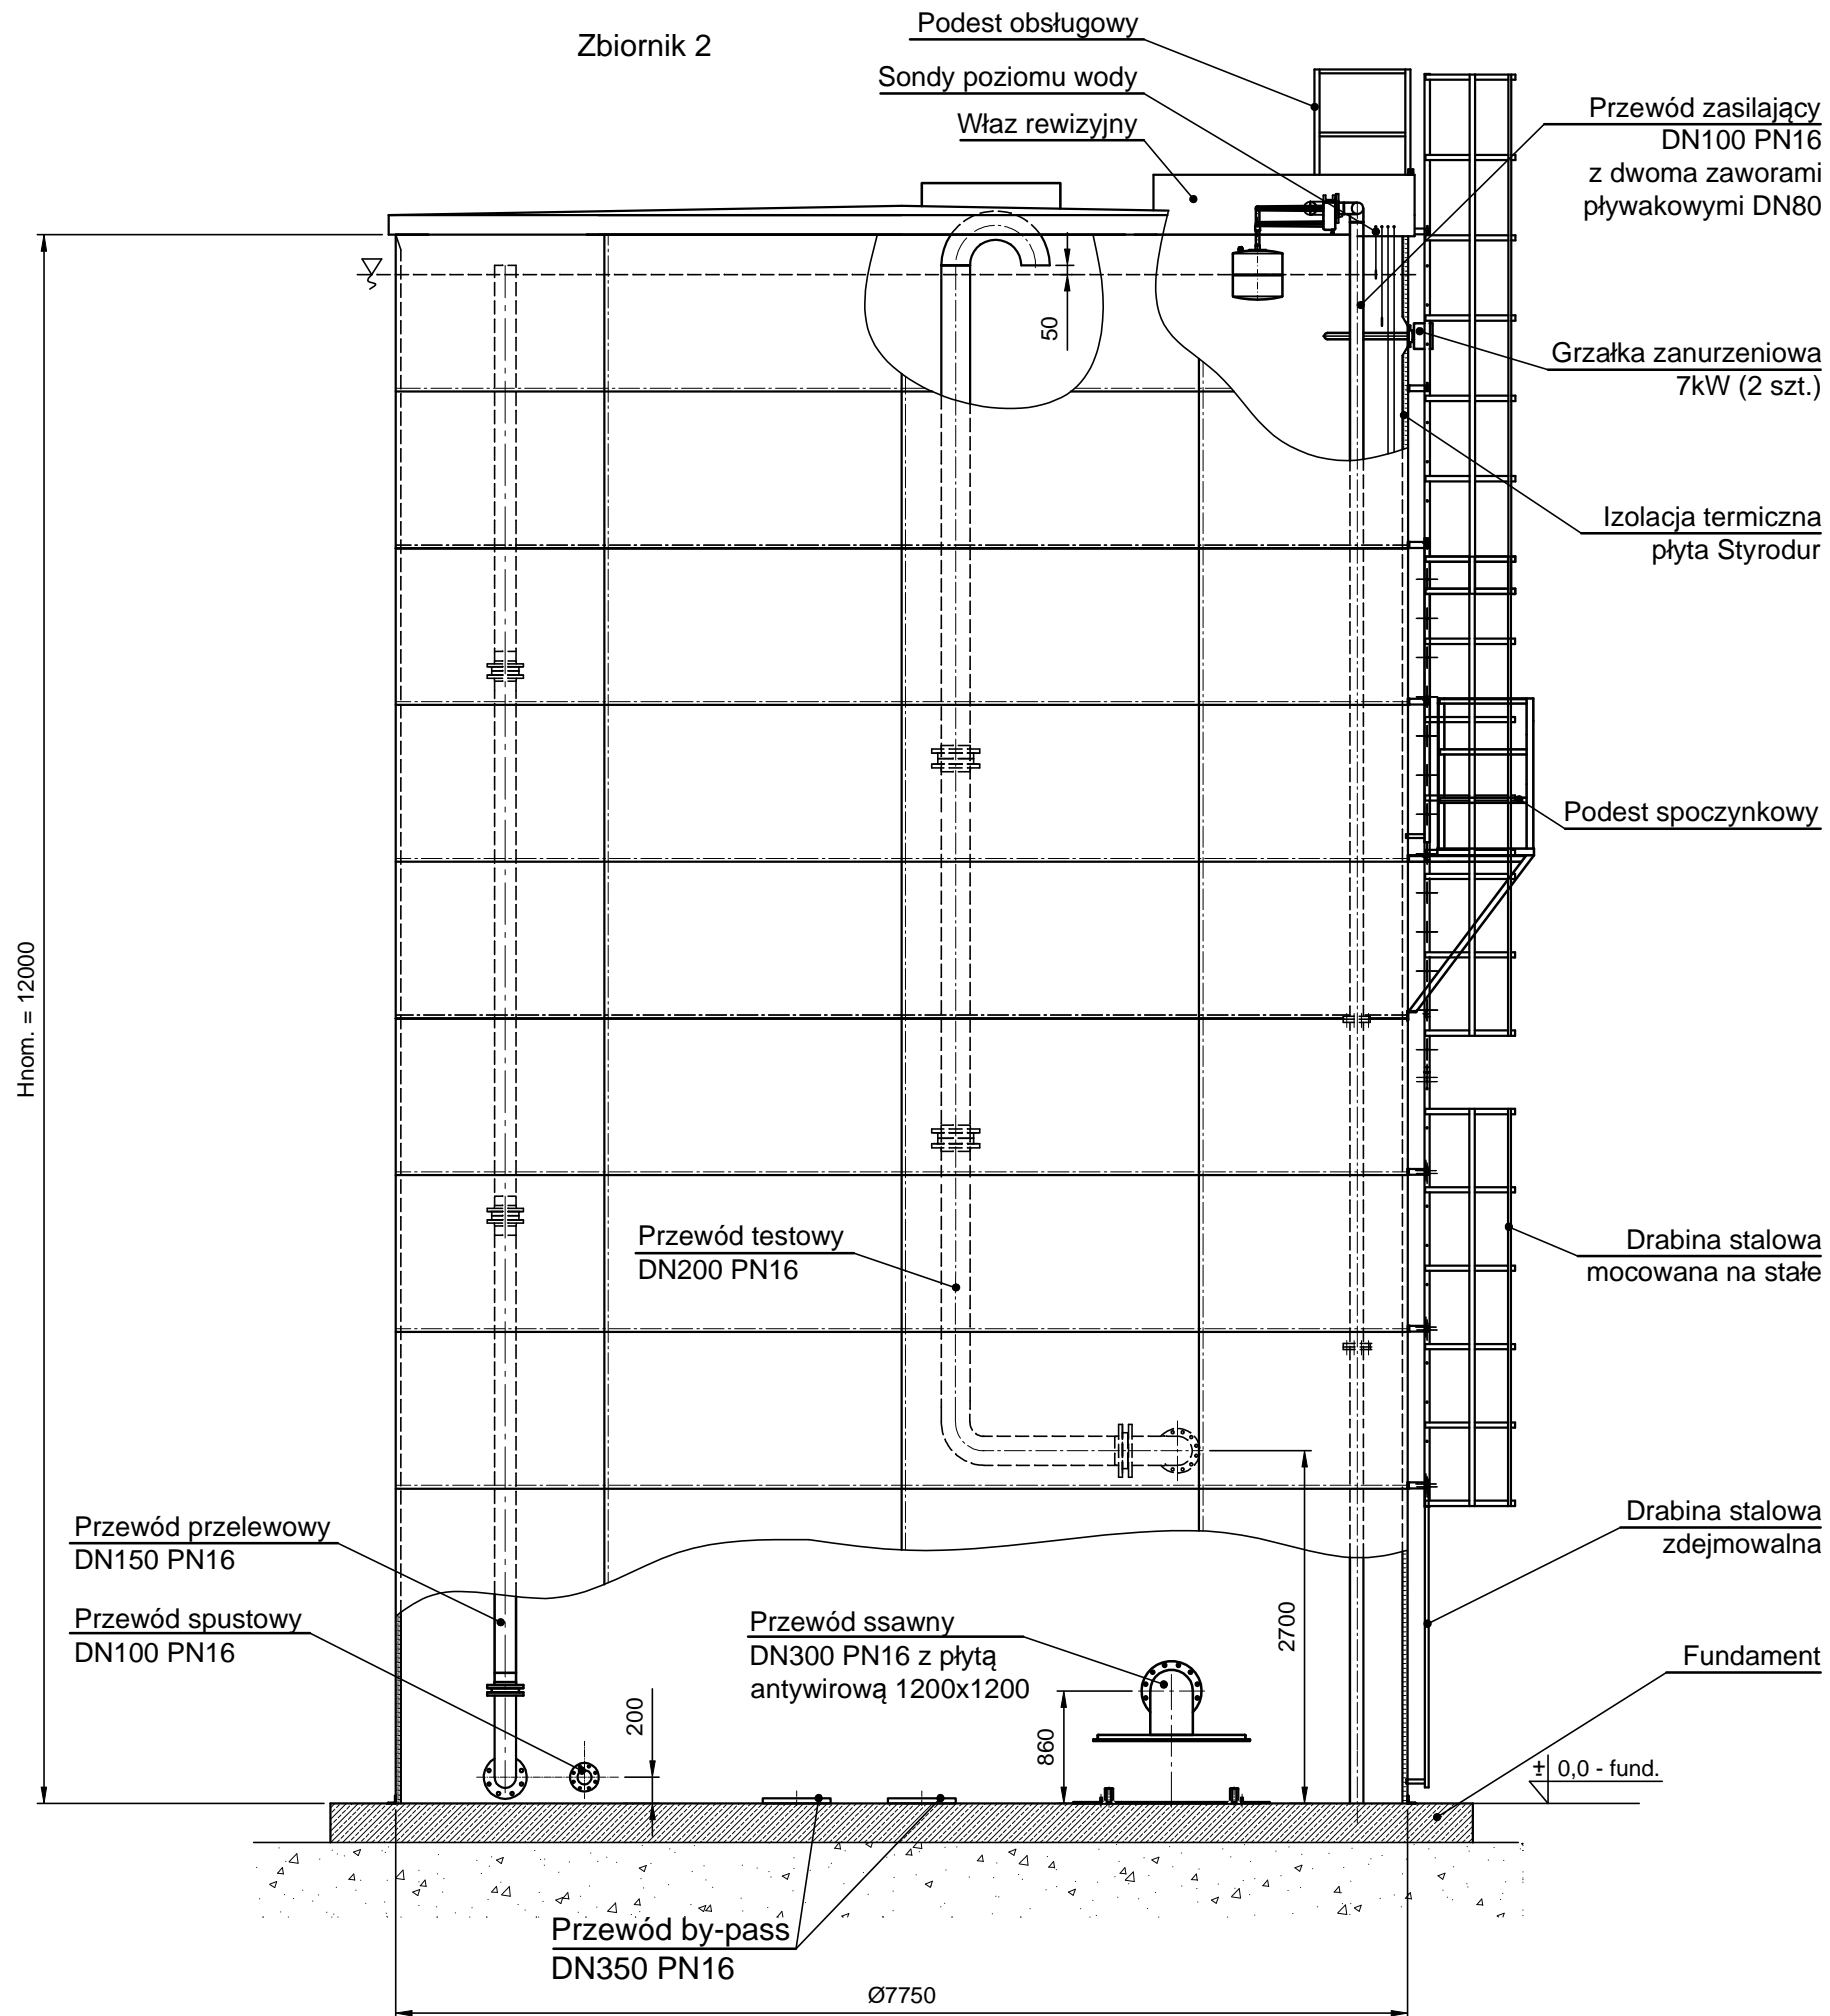 Zbiornik 2
Podest obsługowy
Sondy poziomu wody
Właz rewizyjny
Przewód zasilający
DN100 PN16
z dwoma zaworami
pływakowymi DN80
50
Grzałka zanurzeniowa
7kW (2 szt.)
Izolacja termiczna
płyta Styrodur
Podest spoczynkowy
Hnom. = 12000
Przewód testowy
DN200 PN16
Drabina stalowa
mocowana na stałe
Przewód przelewowy
DN150 PN16
Drabina stalowa
zdejmowalna
Przewód spustowy
DN100 PN16
Przewód ssawny
DN300 PN16 z płytą
antywirową 1200x1200
2700
Fundament
200
860
± 0,0 - fund.
Przewód by-pass
DN350 PN16
Ø7750